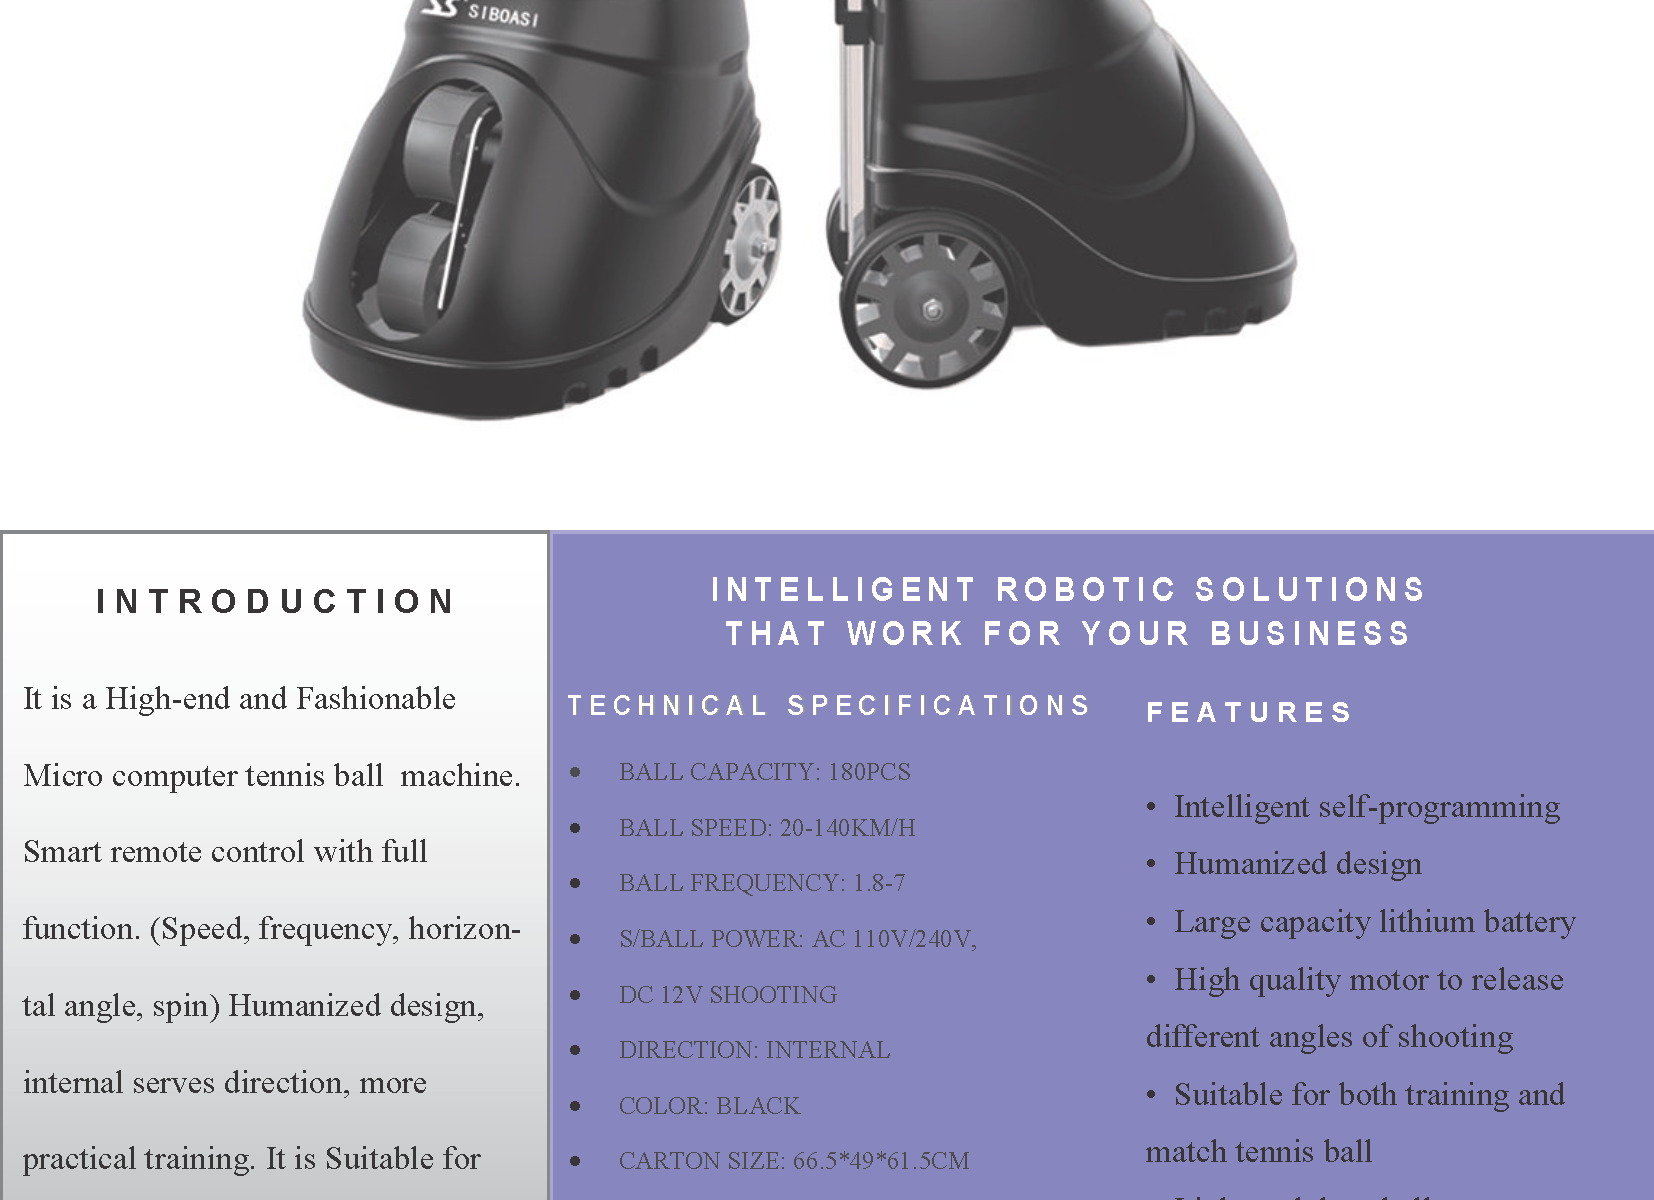 SIBOASI
INTRODUCTION
It is a High-end and Fashionable
Micro computer tennis ball machine.
Smart remote control with full
function. (Speed, frequency, horizon-
tal angle, spin) Humanized design,
internal serves direction, more
practical training. It is Suitable for
INTELLIGENT ROBOTIC SOLUTIONS
THAT WORK FOR YOUR BUSINESS
TECHNICAL SPECIFICATIONS
• BALL CAPACITY: 180PCS
• BALL SPEED: 20-140KM/H
• BALL FREQUENCY: 1.8-7
• S/BALL POWER: AC 110V/240V,
• DC 12V SHOOTING
• DIRECTION: INTERNAL
• COLOR: BLACK
• CARTON SIZE: 66.5*49*61.5CM
FEATURES
• Intelligent self-programming
• Humanized design
• Large capacity lithium battery
• High quality motor to release
different angles of shooting
• Suitable for both training and
match tennis ball